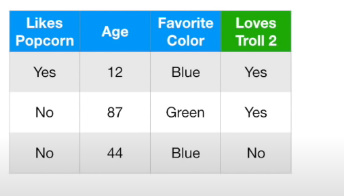 Likes Popcorn Age Favorite Color Loves Troll 2
Yes 12 Blue Yes
No 87 Green Yes
No 44 Blue No